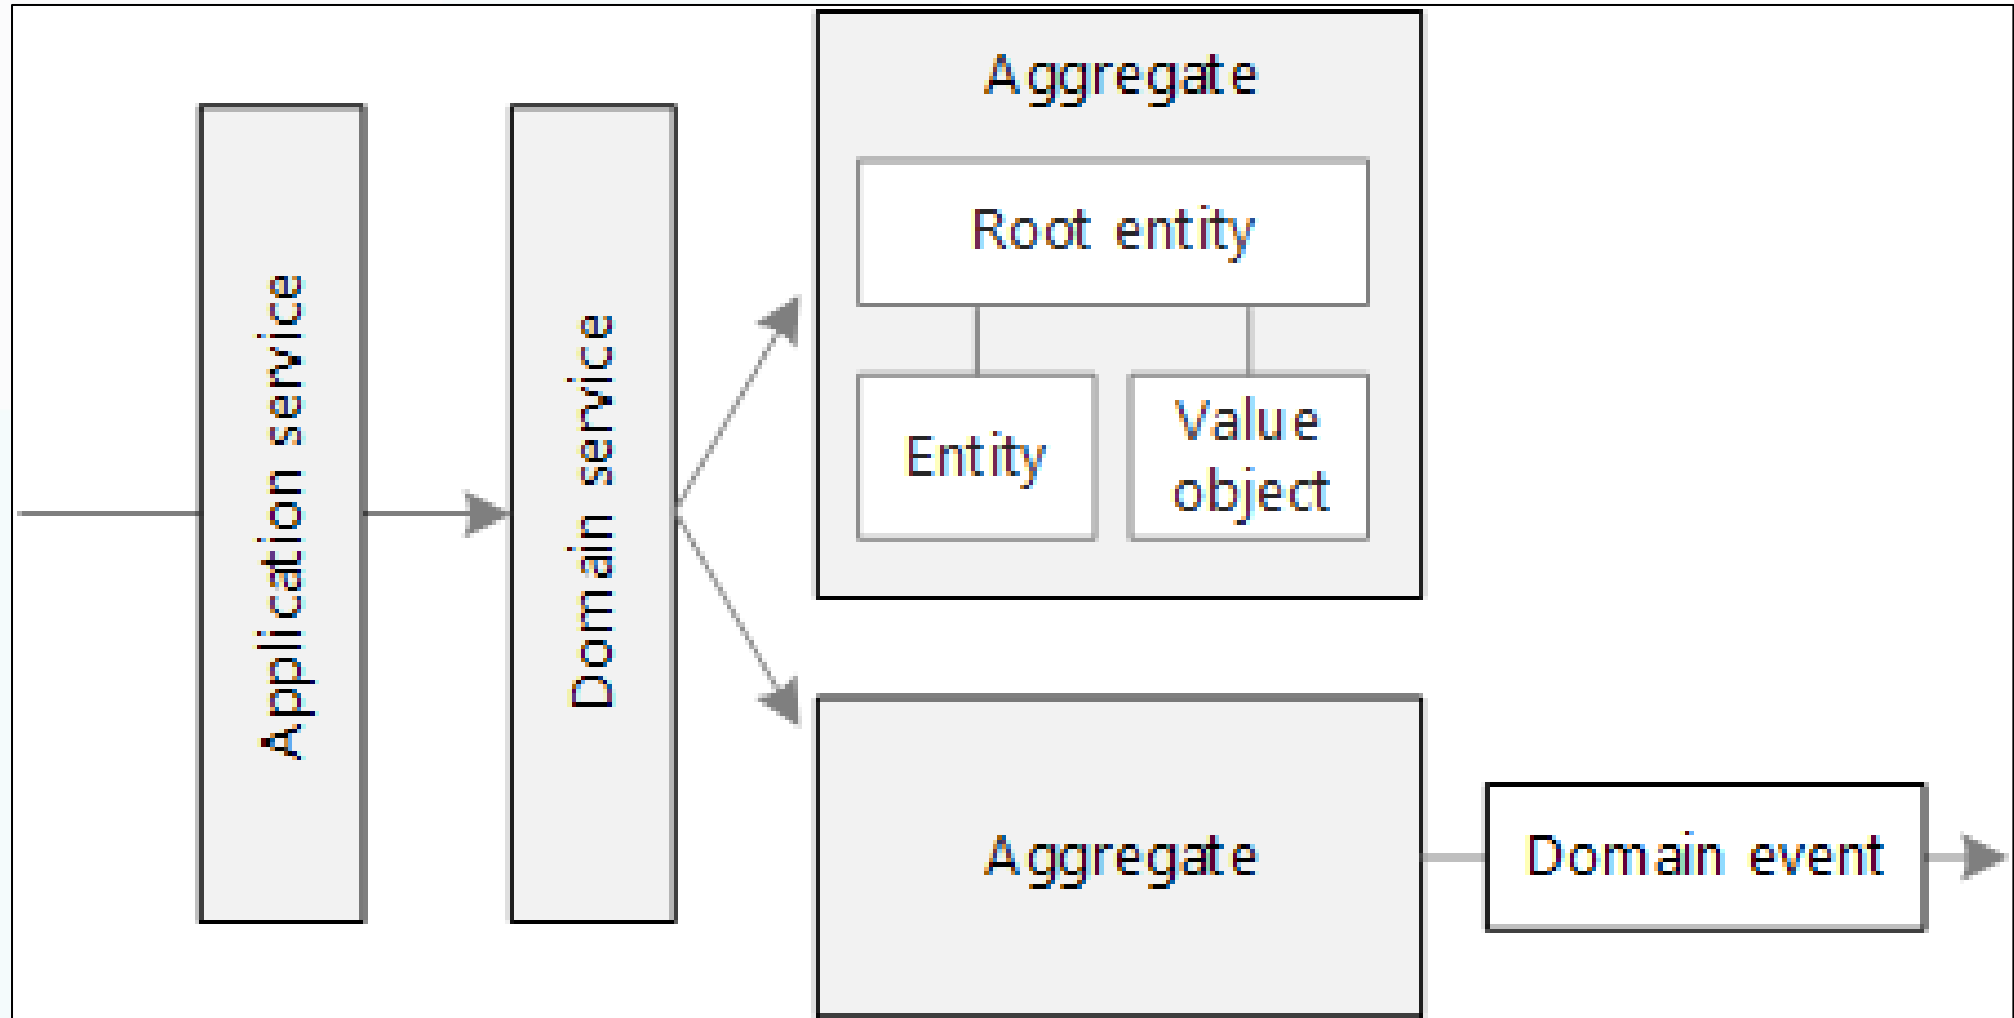 Application service
Domain service
Aggregate
Root entity
Entity
Value
object
Aggregate
Domain event